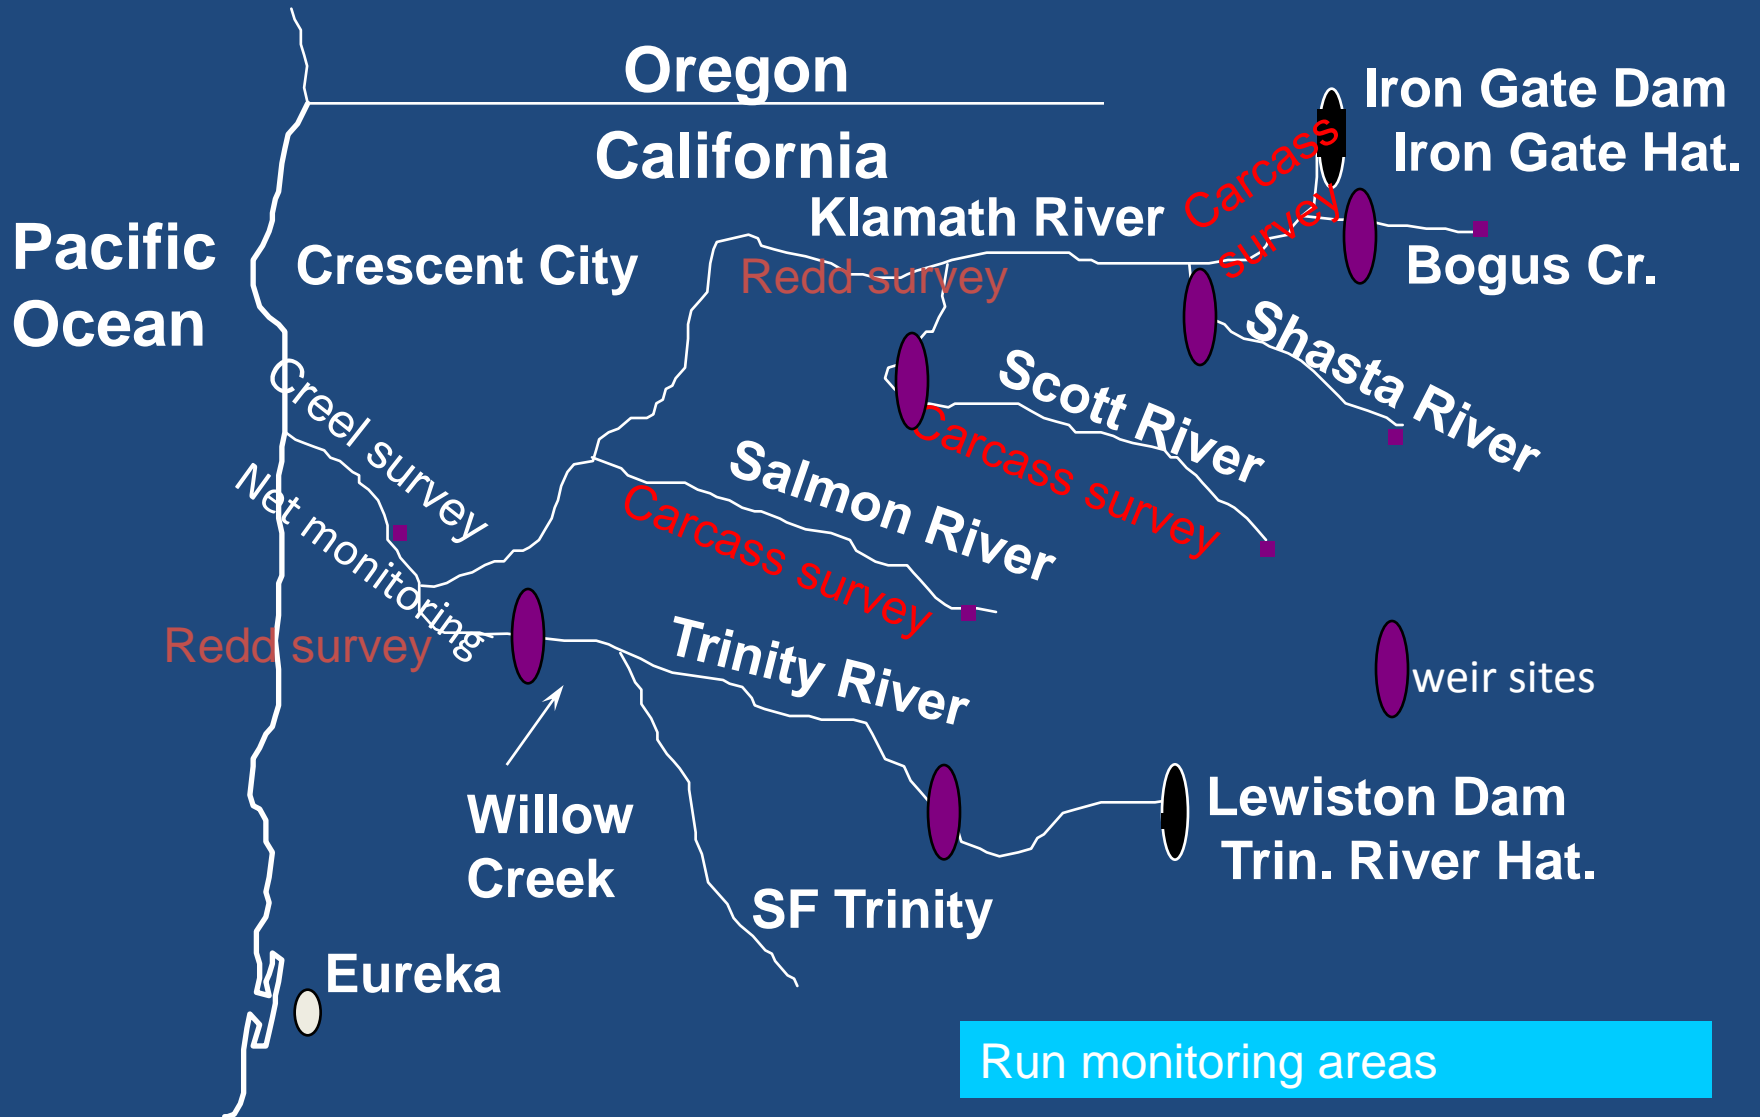 Oregon
California
Iron Gate Dam
Iron Gate Hat.
Carcass
survey
Klamath River
Pacific
Ocean
Crescent City
Redd survey
Bogus Cr.
Shasta River
Scott River
Carcass survey
Creel survey
Net monitoring
Salmon River
Carcass survey
Redd survey
Trinity River
weir sites
Willow
Creek
Lewiston Dam
Trin. River Hat.
SF Trinity
Eureka
Run monitoring areas